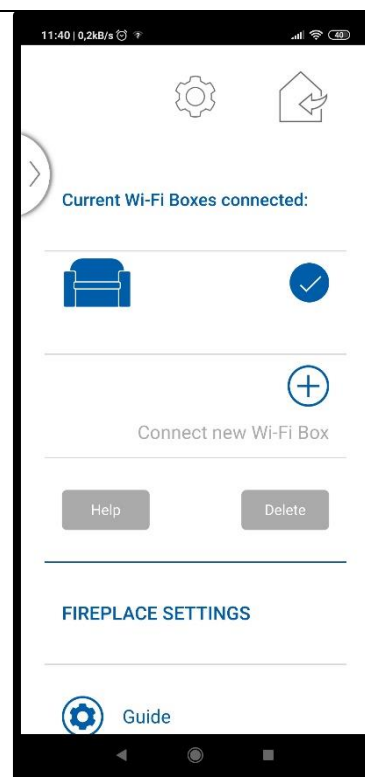 11:40 | 0,2kB/s
40
Current Wi-Fi Boxes connected:
Connect new Wi-Fi Box
Help
Delete
FIREPLACE SETTINGS
Guide